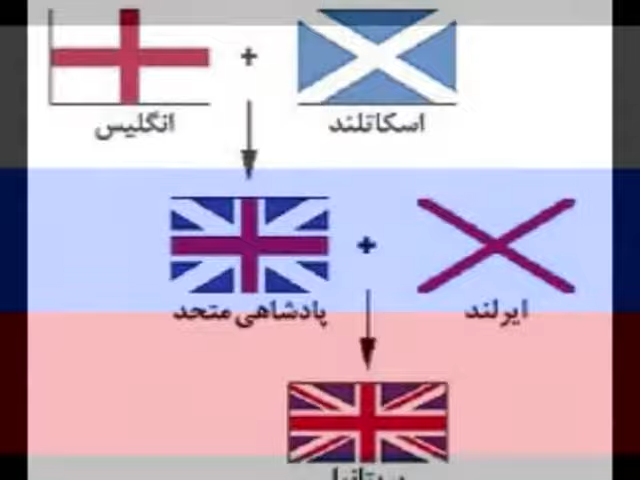 انگلیس + اسکاتلند
پادشاهی متحد + ایرلند